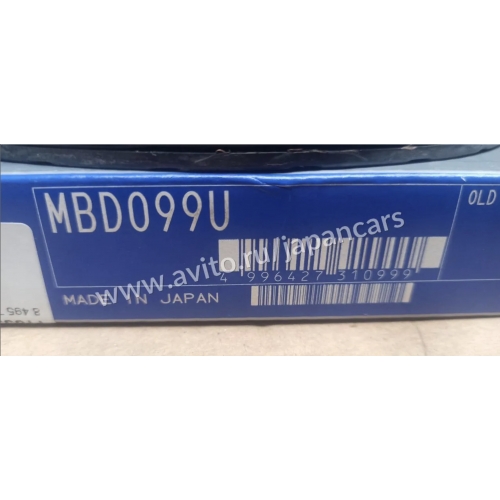 MBD099U
OLD
www.avito.ru/japancars
4 996427 310999
MADE IN JAPAN